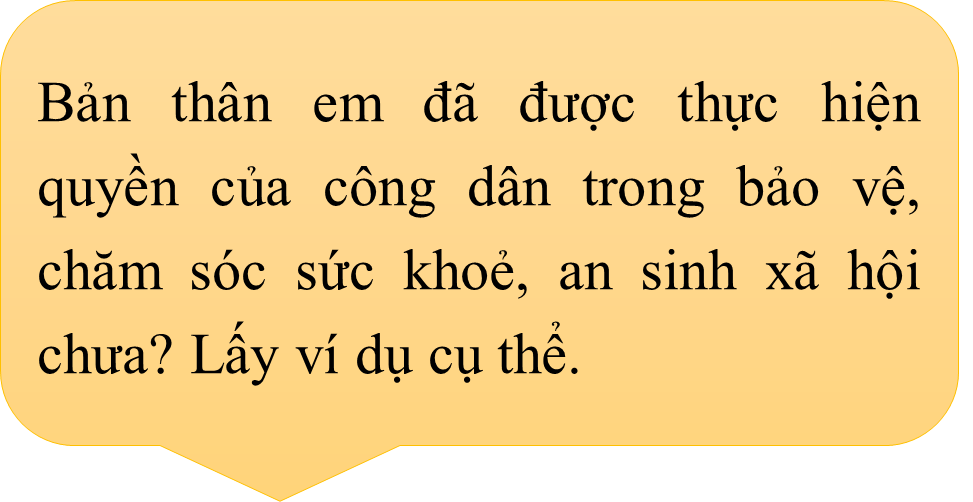 Bản thân em đã được thực hiện
quyền của công dân trong bảo vệ,
chăm sóc sức khoẻ, an sinh xã hội
chưa? Lấy ví dụ cụ thể.